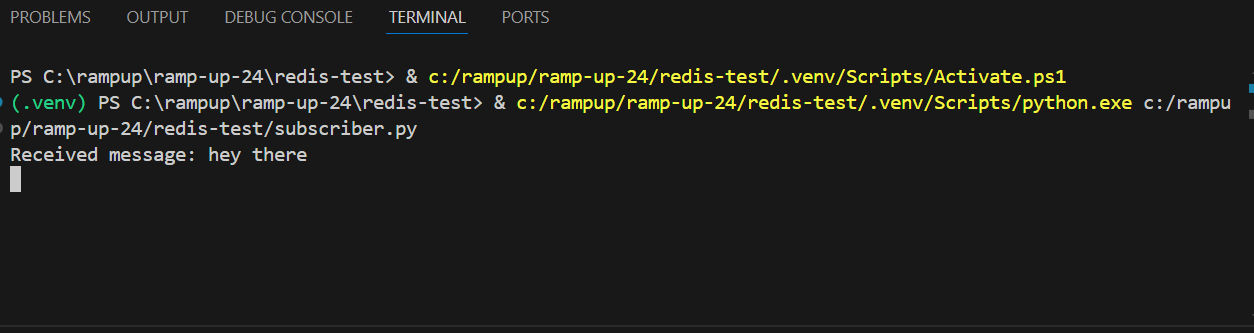 PROBLEMS OUTPUT DEBUG CONSOLE TERMINAL PORTS
PS C:\rampup\ramp-up-24\redis-test> & c:/rampup/ramp-up-24/redis-test/.venv/Scripts/Activate.ps1
(.venv) PS C:\rampup\ramp-up-24\redis-test> & c:/rampup/ramp-up-24/redis-test/.venv/Scripts/python.exe c:/rampu
p/ramp-up-24/redis-test/subscriber.py
Received message: hey there